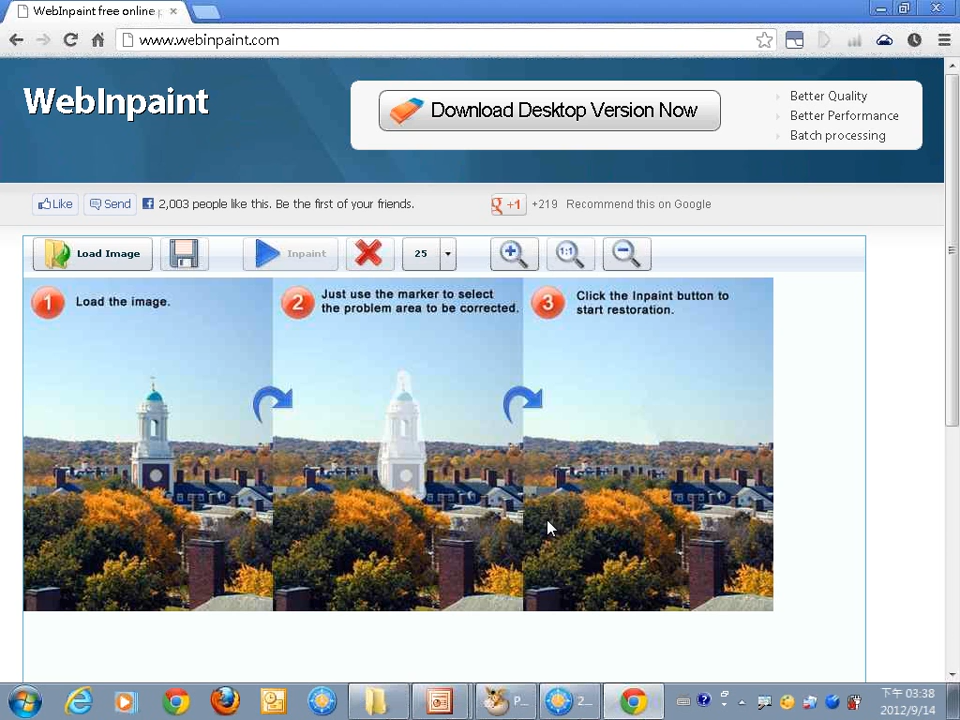 WebInpaint free online p
www.webinpaint.com
WebInpaint
Download Desktop Version Now
Better Quality
Better Performance
Batch processing
Like
Send
2,003 people like this. Be the first of your friends.
+1
+219
Recommend this on Google
Load Image
Inpaint
25
1:1
1
Load the image.
2
Just use the marker to select
the problem area to be corrected.
3
Click the Inpaint button to
start restoration.
P...
2...
下午 03:38
2012/9/14